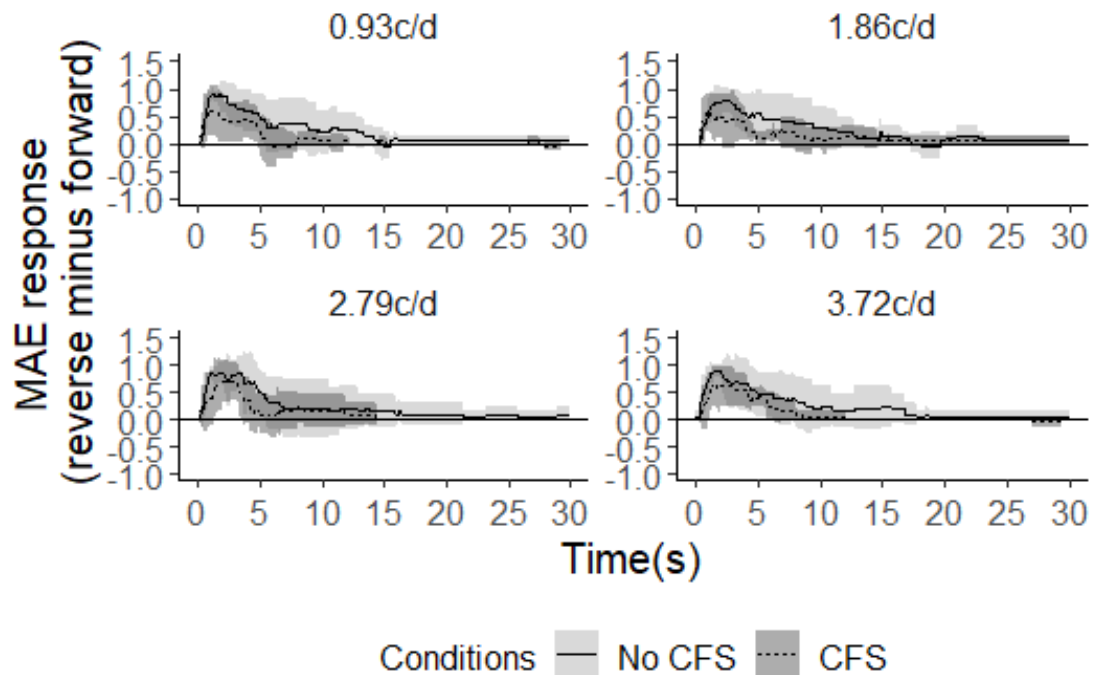 0.93c/d 1.86c/d
1.5 1.5
1.0 1.0
0.5 0.5
0.0 0.0
-0.5 -0.5
-1.0 -1.0
0 5 10 15 20 25 30 0 5 10 15 20 25 30
MAE response
(reverse minus forward)
2.79c/d 3.72c/d
1.5 1.5
1.0 1.0
0.5 0.5
0.0 0.0
-0.5 -0.5
-1.0 -1.0
0 5 10 15 20 25 30 0 5 10 15 20 25 30
Time(s)
Conditions No CFS CFS